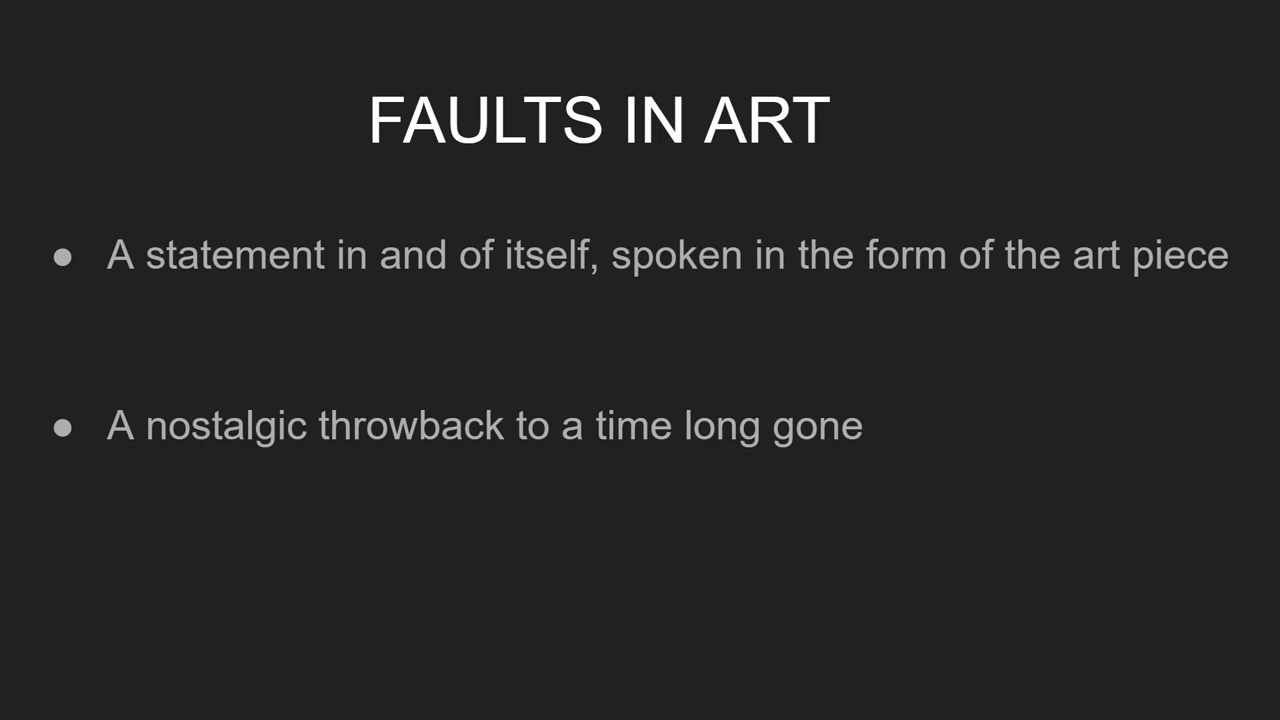 FAULTS IN ART
● A statement in and of itself, spoken in the form of the art piece
● A nostalgic throwback to a time long gone